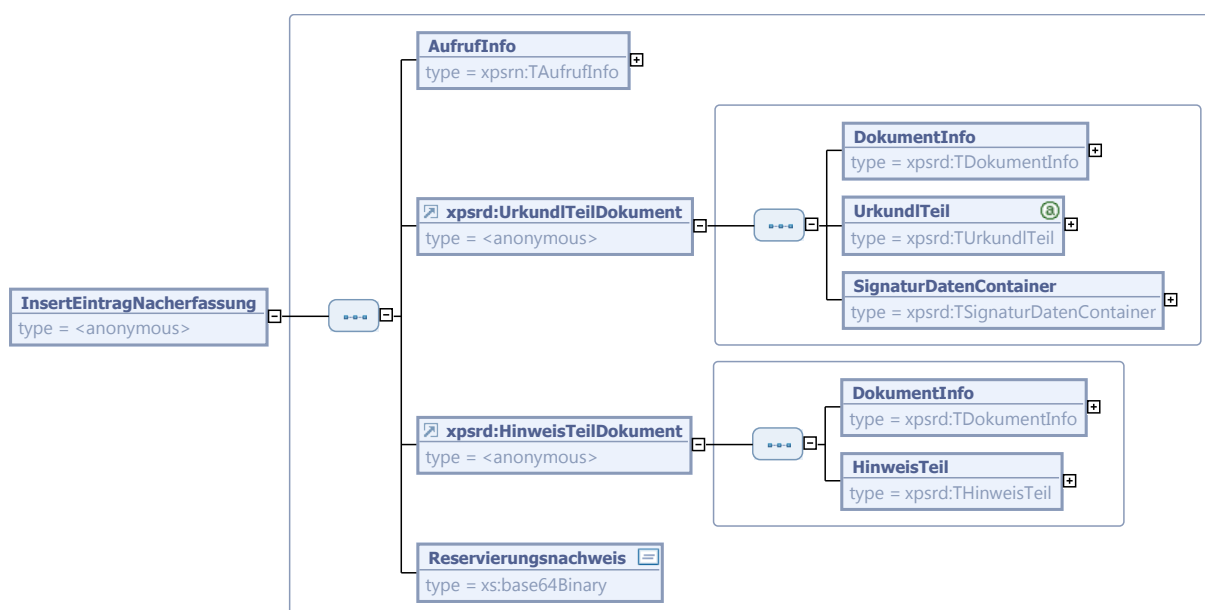 AufrufInfo
type = xpsrn:TAufrufInfo
DokumentInfo
type = xpsrd:TDokumentInfo
xpsrd:UrkundlTeilDokument
type = <anonymous>
UrkundlTeil
a
type = xpsrd:TUrkundlTeil
SignaturDatenContainer
type = xpsrd:TSignaturDatenContainer
InsertEintragNacherfassung
type = <anonymous>
DokumentInfo
type = xpsrd:TDokumentInfo
xpsrd:HinweisTeilDokument
type = <anonymous>
HinweisTeil
type = xpsrd:THinweisTeil
Reservierungsnachweis
type = xs:base64Binary